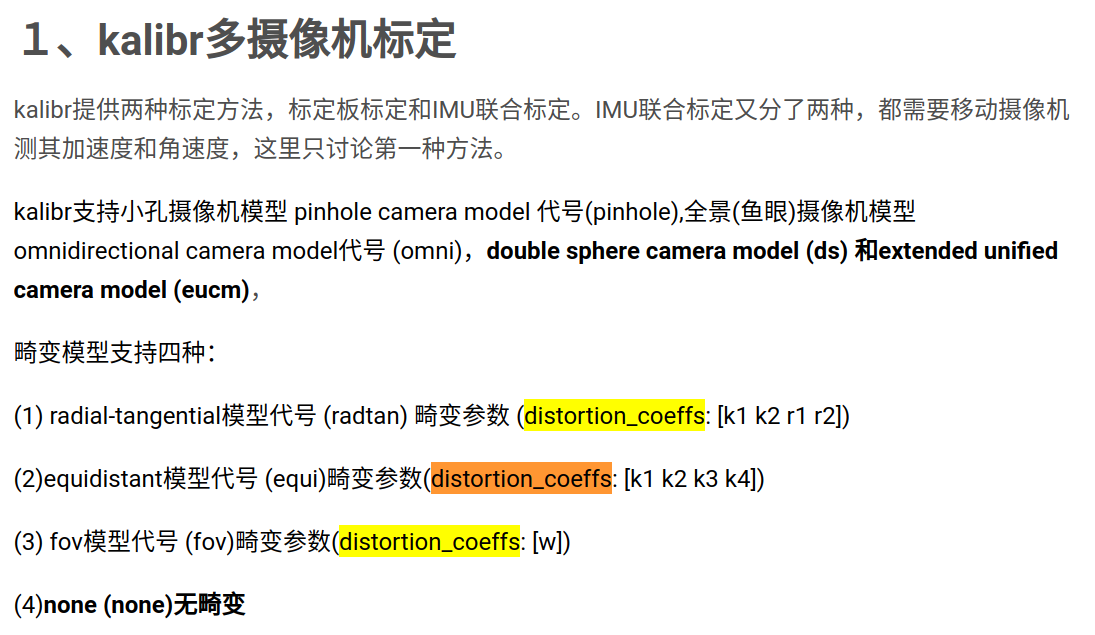 １、kalibr多摄像机标定
kalibr提供两种标定方法，标定板标定和IMU联合标定。IMU联合标定又分了两种，都需要移动摄像机
测其加速度和角速度，这里只讨论第一种方法。
kalibr支持小孔摄像机模型 pinhole camera model 代号(pinhole),全景(鱼眼)摄像机模型
omnidirectional camera model代号 (omni)，double sphere camera model (ds) 和extended unified
camera model (eucm)，
畸变模型支持四种：
(1) radial-tangential模型代号 (radtan) 畸变参数 (distortion_coeffs: [k1 k2 r1 r2])
(2)equidistant模型代号 (equi)畸变参数(distortion_coeffs: [k1 k2 k3 k4])
(3) fov模型代号 (fov)畸变参数(distortion_coeffs: [w])
(4)none (none)无畸变